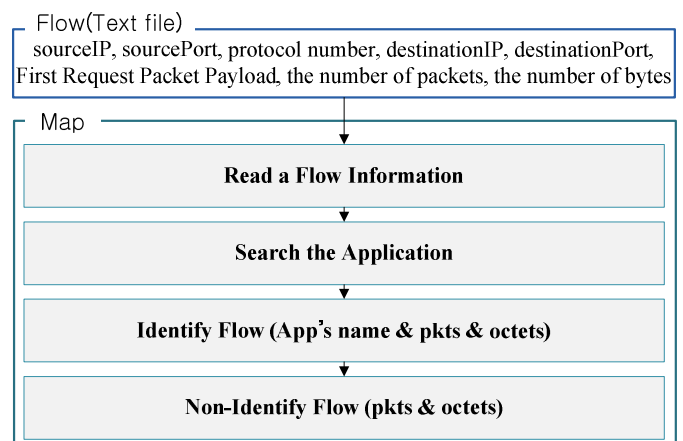 Flow(Text file)
sourceIP, sourcePort, protocol number, destinationIP, destinationPort,
First Request Packet Payload, the number of packets, the number of bytes
Map
Read a Flow Information
Search the Application
Identify Flow (App's name & pkts & octets)
Non-Identify Flow (pkts & octets)